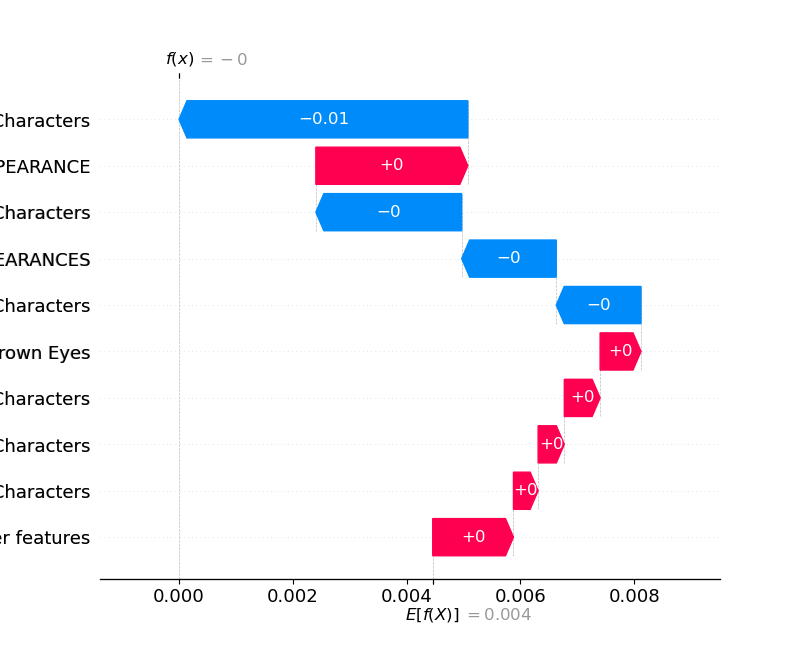 f(x) = − 0
Characters −0.01
PEARANCE +0
Characters −0
EARANCES −0
Characters −0
rown Eyes +0
Characters +0
Characters +0
Characters +0
er features +0
0.000 0.002 0.004 0.006 0.008
E[f(X)] = 0.004